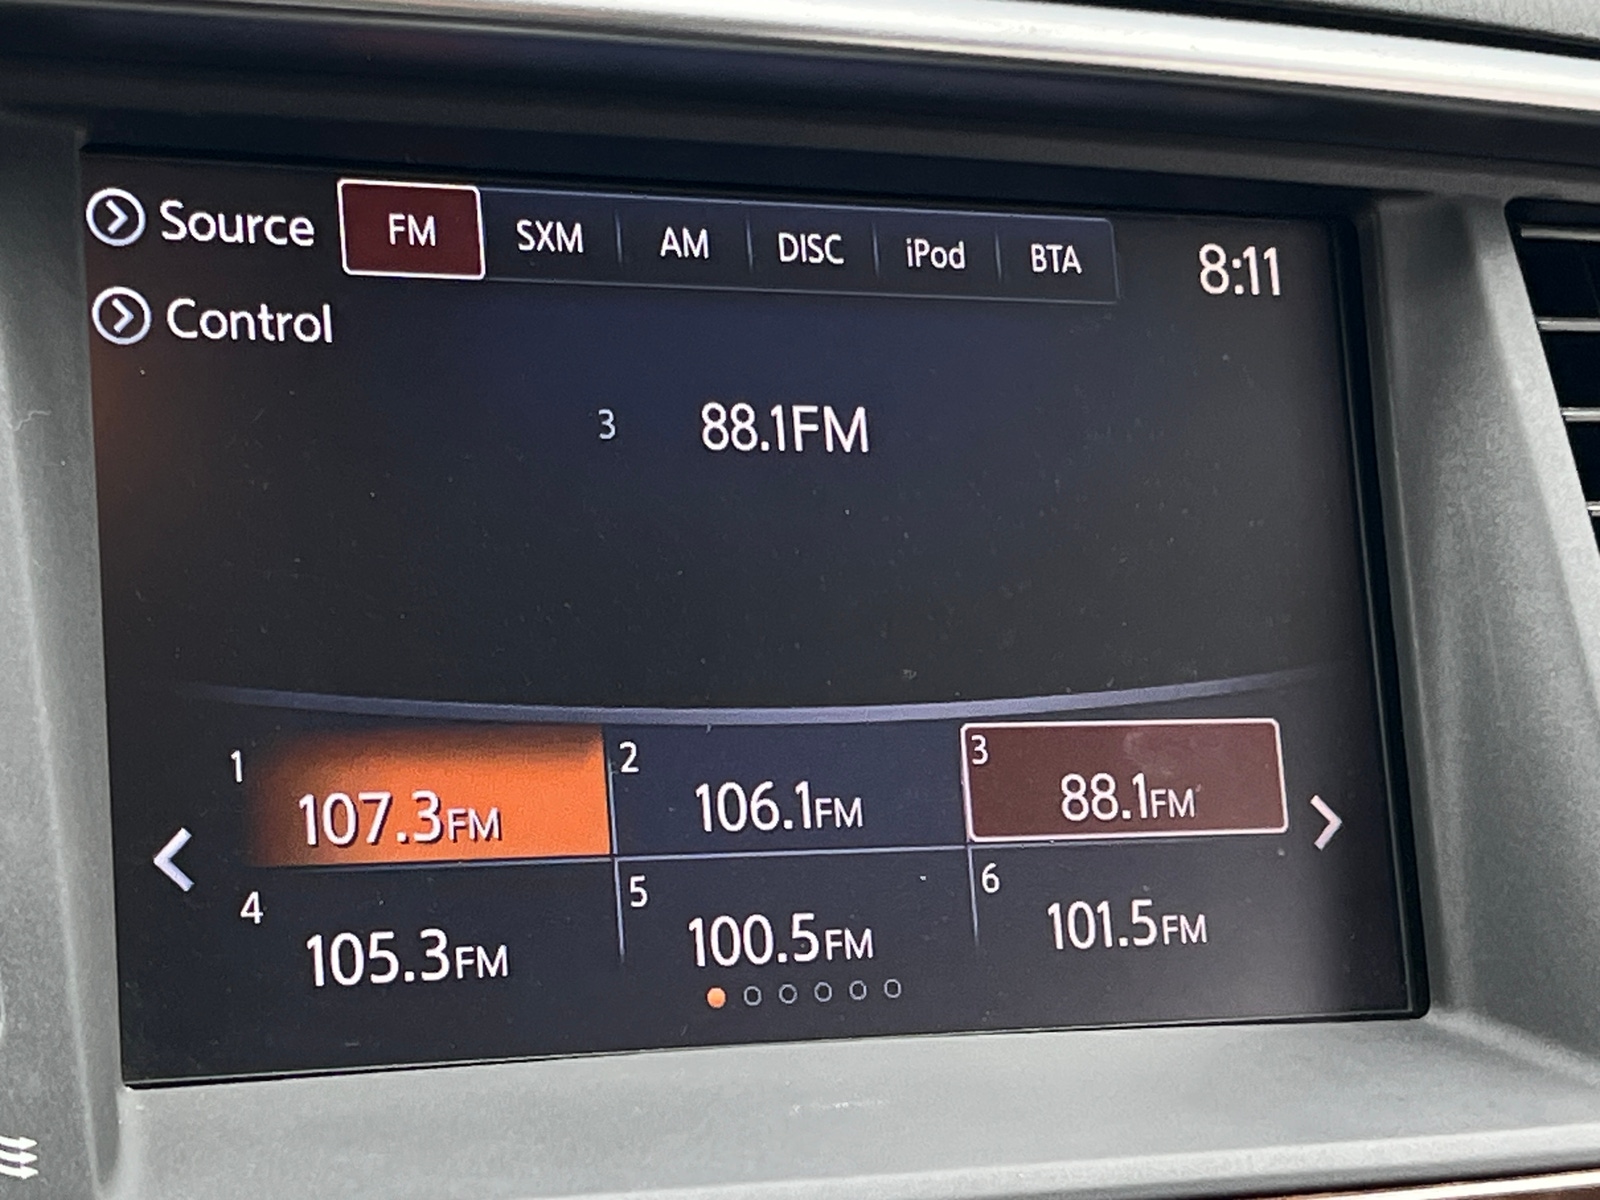 Source FM SXM AM DISC iPod BTA 8:11
Control
3 88.1FM
1 107.3FM 2 106.1FM 3 88.1FM
4 105.3FM 5 100.5FM 6 101.5FM